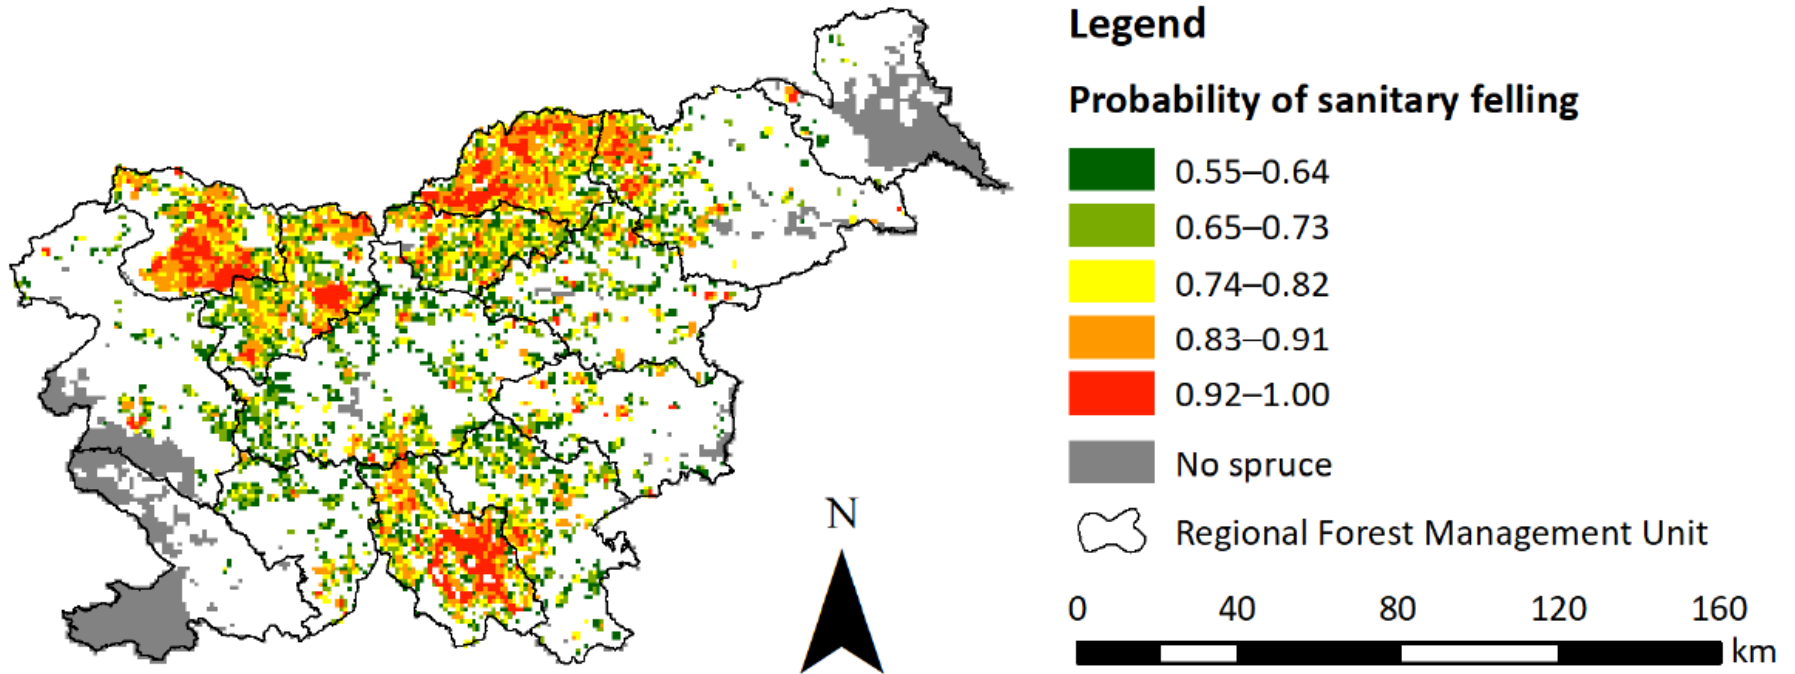 Legend
Probability of sanitary felling
0.55–0.64
0.65–0.73
0.74–0.82
0.83–0.91
0.92–1.00
No spruce
Regional Forest Management Unit
N
0 40 80 120 160
km